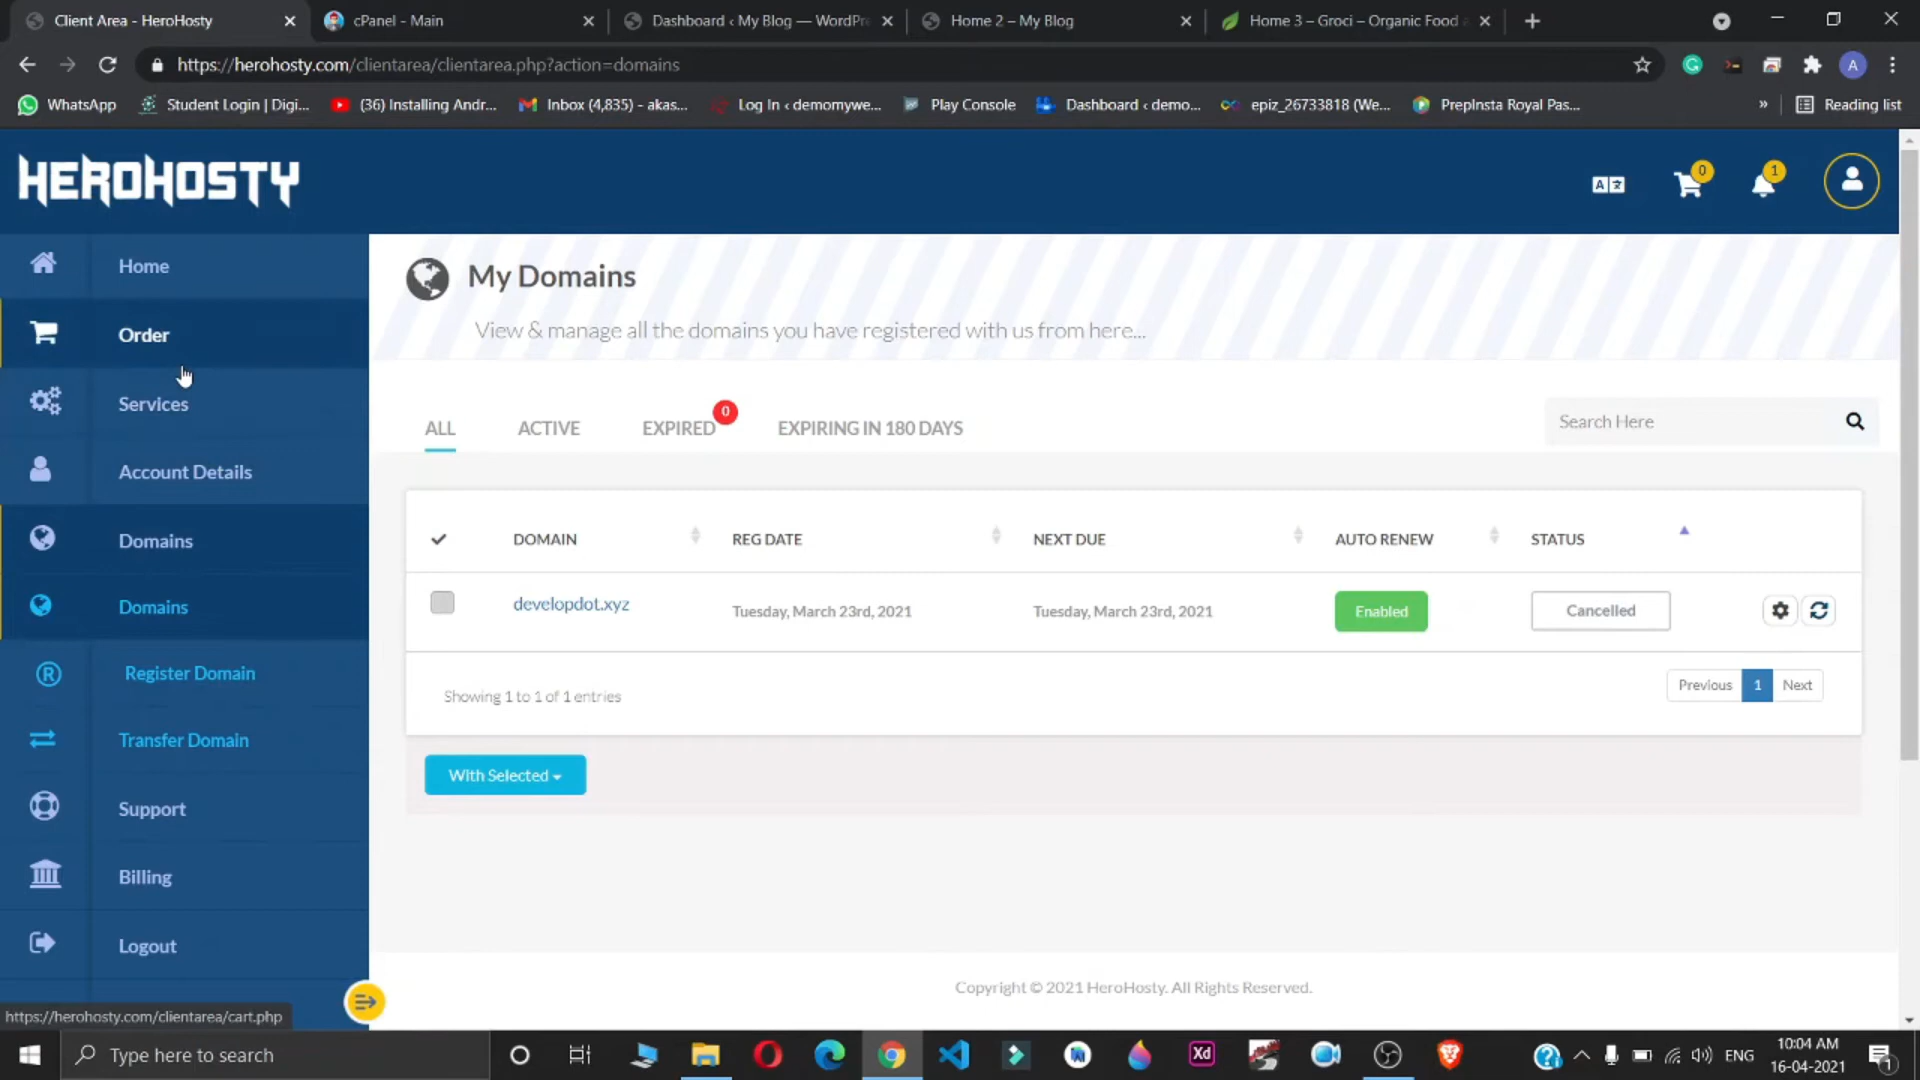 Client Area - HeroHosty
cPanel - Main
Dashboard ‹ My Blog — WordPr
Home 2 – My Blog
Home 3 – Groci – Organic Food
https://herohosty.com/clientarea/clientarea.php?action=domains
A
WhatsApp
Student Login | Digi...
(36) Installing Andr...
Inbox (4,835) - akas...
Log In ‹ demomywe...
Play Console
Dashboard ‹ demo...
epiz_26733818 (We...
PrepInsta Royal Pas...
»
Reading list
HEROHOSTY
0
1
Home
Order
Services
Account Details
Domains
Domains
Register Domain
Transfer Domain
Support
Billing
Logout
My Domains
View & manage all the domains you have registered with us from here...
ALL
ACTIVE
EXPIRED
0
EXPIRING IN 180 DAYS
Search Here
DOMAIN
REG DATE
NEXT DUE
AUTO RENEW
STATUS
developdot.xyz
Tuesday, March 23rd, 2021
Tuesday, March 23rd, 2021
Enabled
Cancelled
Showing 1 to 1 of 1 entries
Previous
1
Next
With Selected
Copyright © 2021 HeroHosty. All Rights Reserved.
https://herohosty.com/clientarea/cart.php
Type here to search
Xd
ENG
10:04 AM
16-04-2021
1